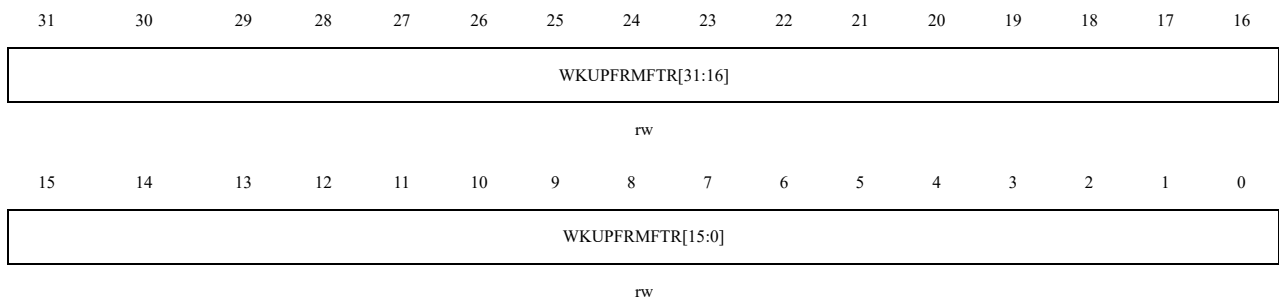 31 30 29 28 27 26 25 24 23 22 21 20 19 18 17 16
WKUPFRMFTR[31:16]
rw
15 14 13 12 11 10 9 8 7 6 5 4 3 2 1 0
WKUPFRMFTR[15:0]
rw